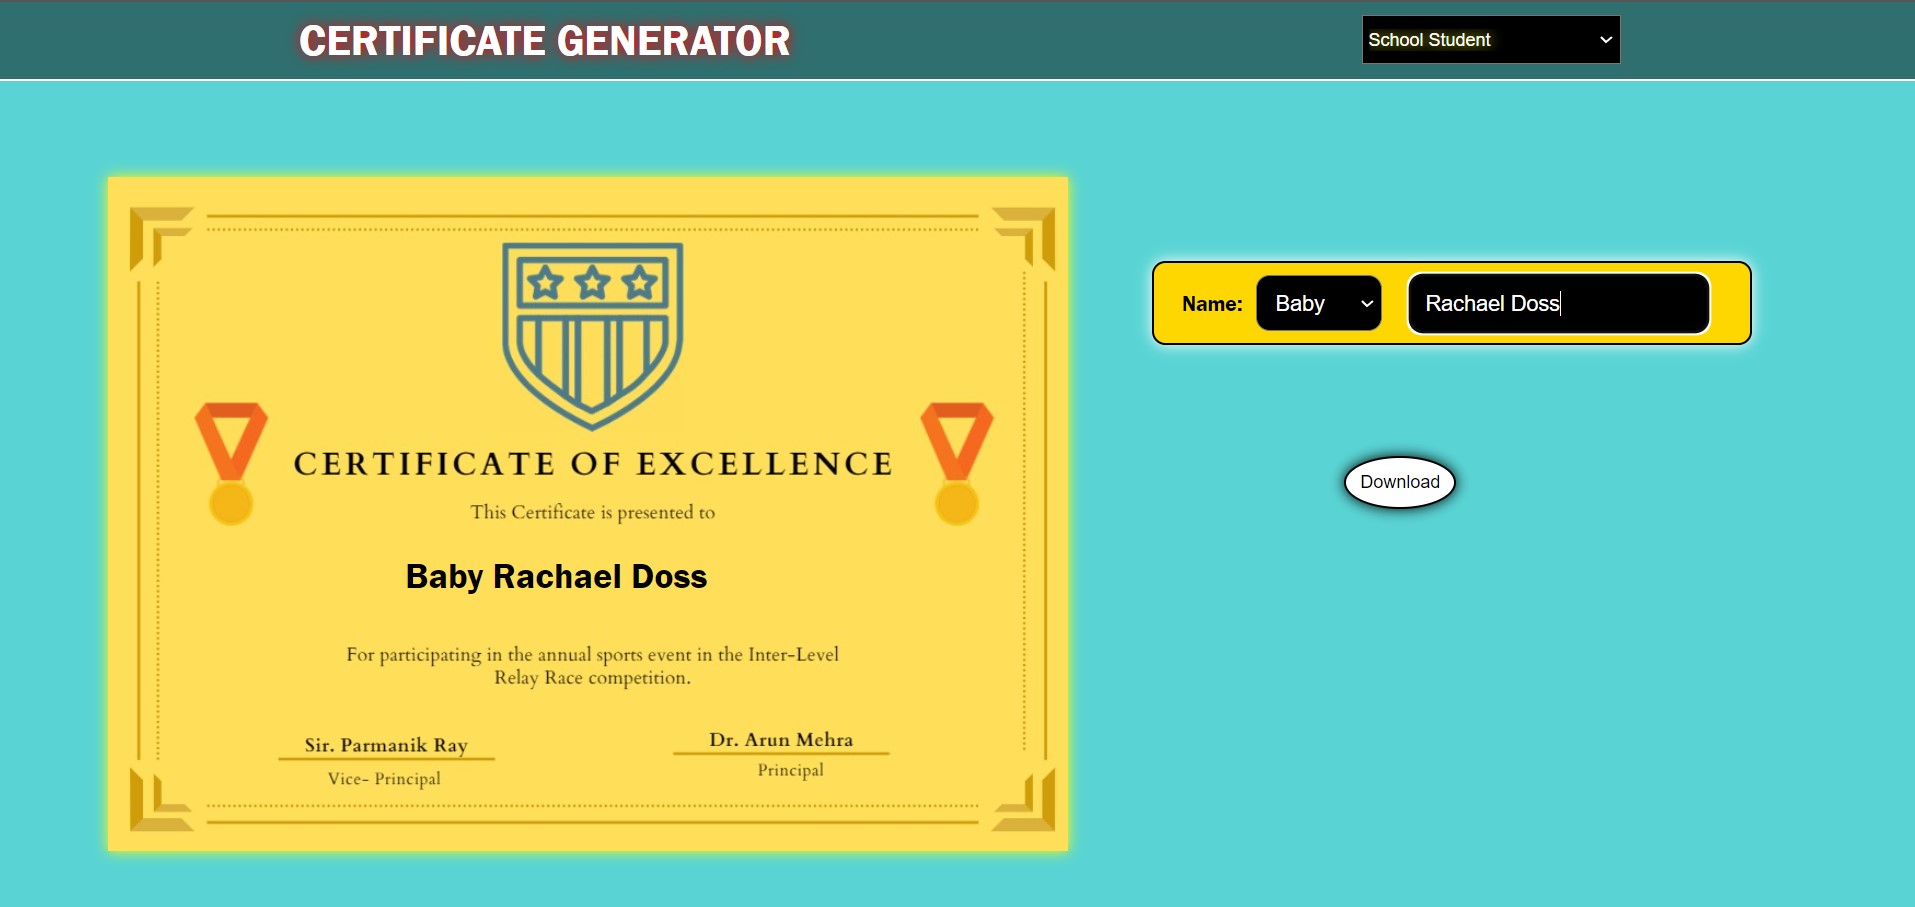 CERTIFICATE GENERATOR
School Student
CERTIFICATE OF EXCELLENCE
This Certificate is presented to
Baby Rachael Doss
For participating in the annual sports event in the Inter-Level
Relay Race competition.
Sir. Parmanik Ray
Vice- Principal
Dr. Arun Mehra
Principal
Name: Baby Rachael Doss
Download